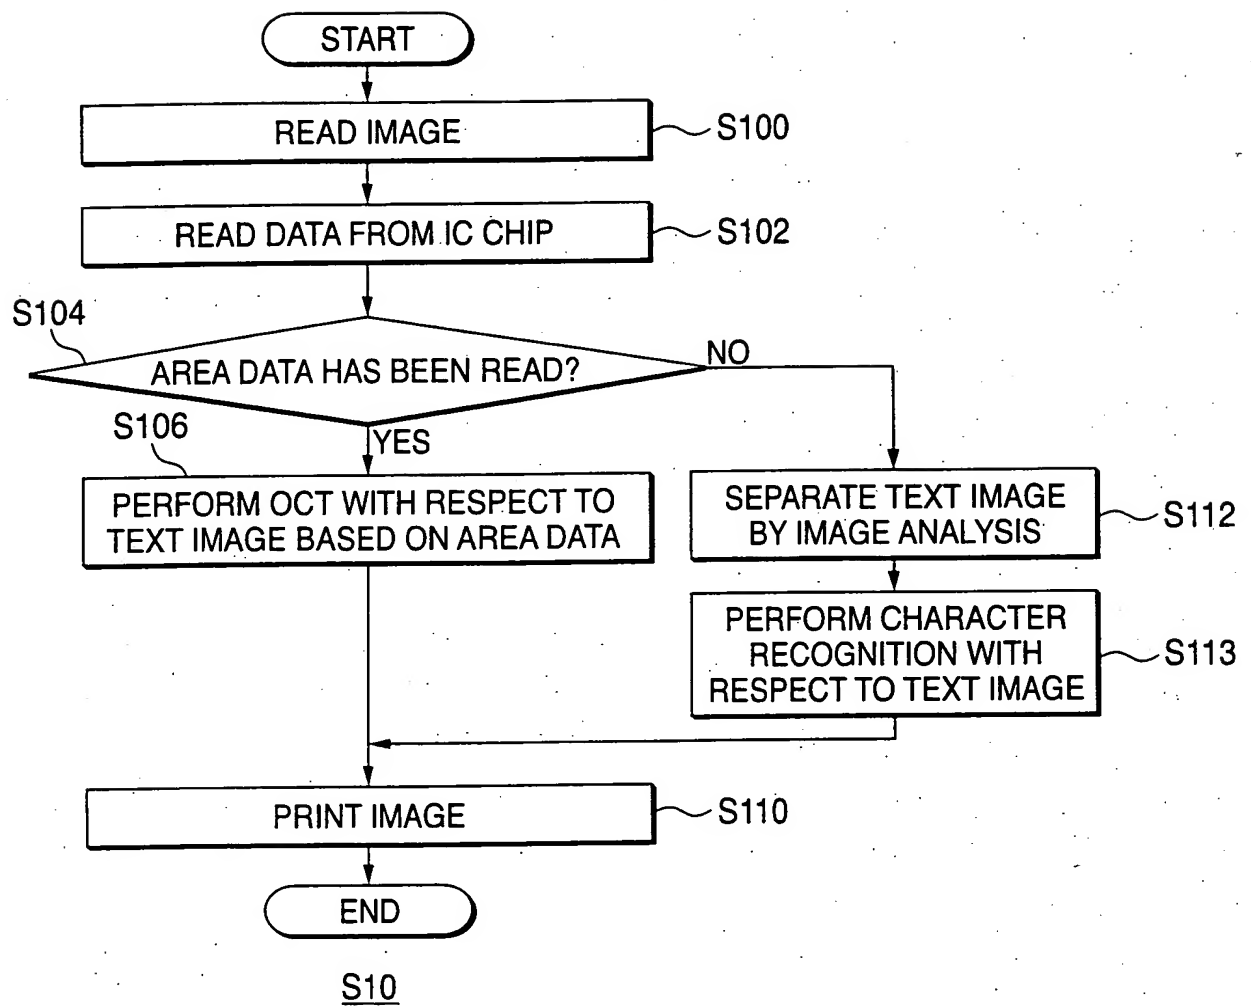 START
READ IMAGE
S100
READ DATA FROM IC CHIP
S102
S104
AREA DATA HAS BEEN READ?
NO
S106
YES
PERFORM OCT WITH RESPECT TO
TEXT IMAGE BASED ON AREA DATA
SEPARATE TEXT IMAGE
BY IMAGE ANALYSIS
S112
PERFORM CHARACTER
RECOGNITION WITH
RESPECT TO TEXT IMAGE
S113
PRINT IMAGE
S110
END
S10